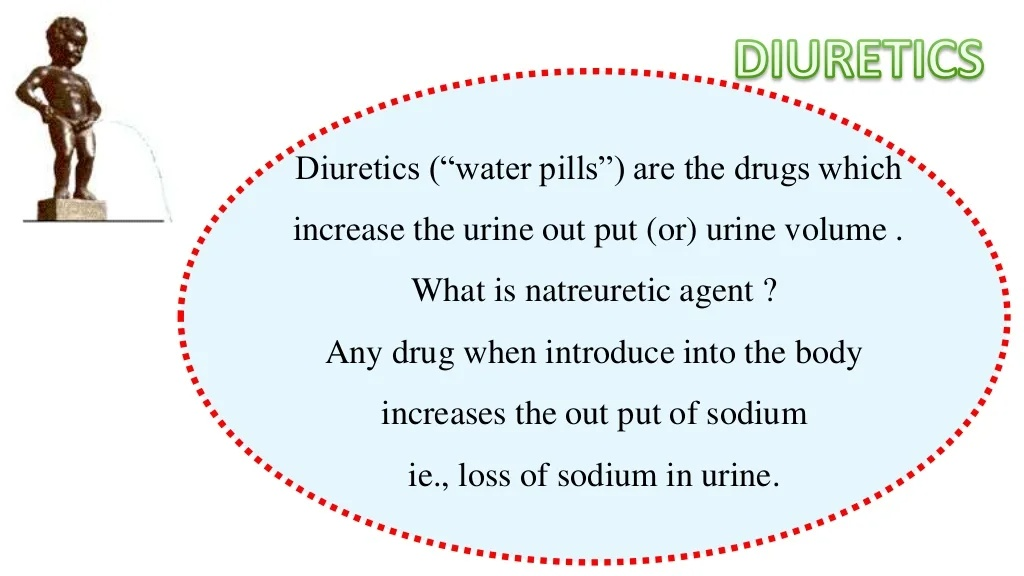 DIURETICS
Diuretics (“water pills”) are the drugs which
increase the urine out put (or) urine volume .
What is natreuretic agent ?
Any drug when introduce into the body
increases the out put of sodium
ie., loss of sodium in urine.